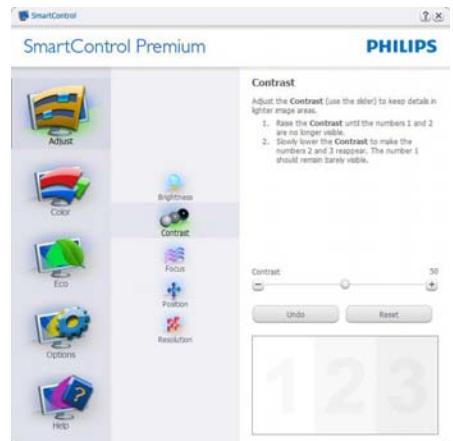 SmartControl
SmartControl Premium
PHILIPS
Adjust
Color
Eco
Options
Help
Brightness
Contrast
Focus
Position
Resolution
Contrast
Adjust the Contrast (use the slider) to keep details in
lighter image areas.
1. Raise the Contrast until the numbers 1 and 2
are no longer visible.
2. Slowly lower the Contrast to make the
numbers 2 and 3 reappear. The number 1
should remain barely visible.
Contrast 50
Undo Reset
1 2 3